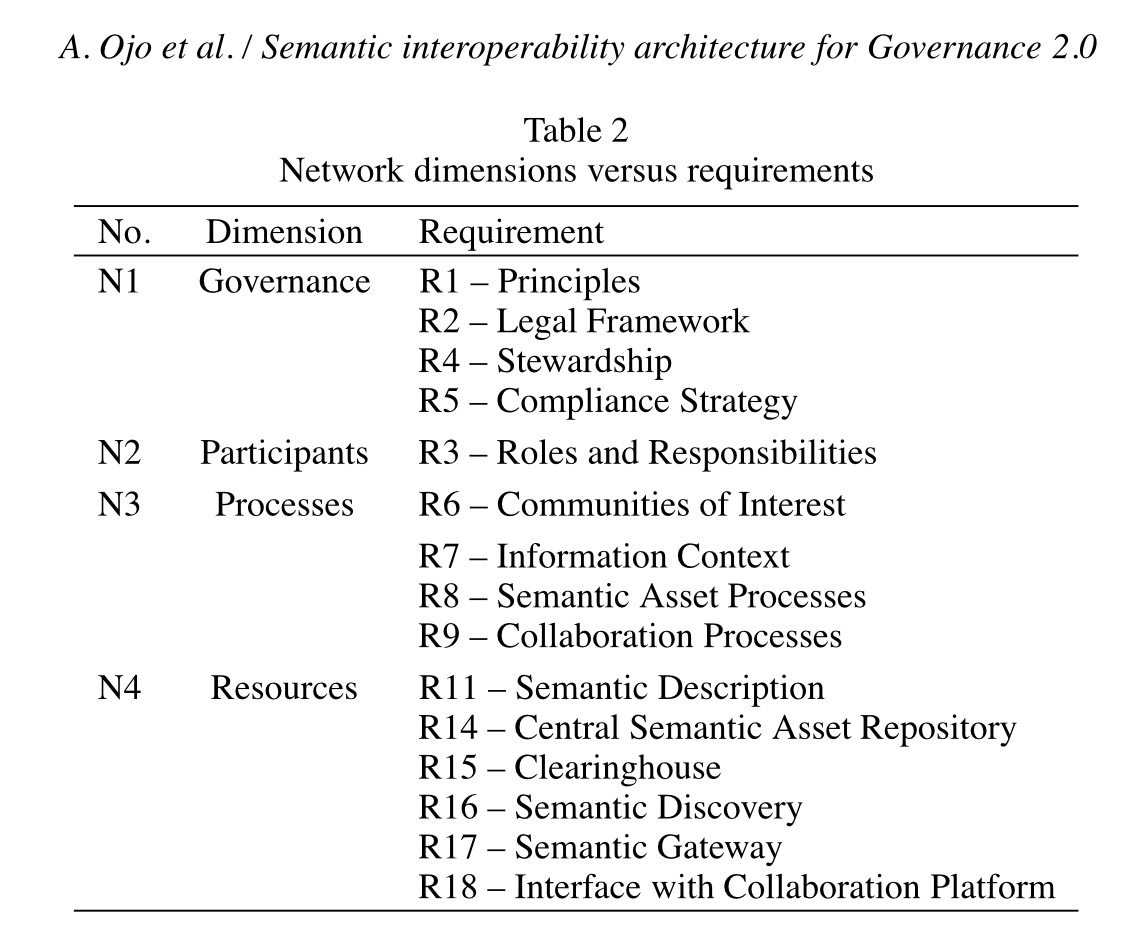 A. Ojo et al. / Semantic interoperability architecture for Governance 2.0
Table 2
Network dimensions versus requirements
No. Dimension Requirement
N1 Governance R1 – Principles
R2 – Legal Framework
R4 – Stewardship
R5 – Compliance Strategy
N2 Participants R3 – Roles and Responsibilities
N3 Processes R6 – Communities of Interest
R7 – Information Context
R8 – Semantic Asset Processes
R9 – Collaboration Processes
N4 Resources R11 – Semantic Description
R14 – Central Semantic Asset Repository
R15 – Clearinghouse
R16 – Semantic Discovery
R17 – Semantic Gateway
R18 – Interface with Collaboration Platform